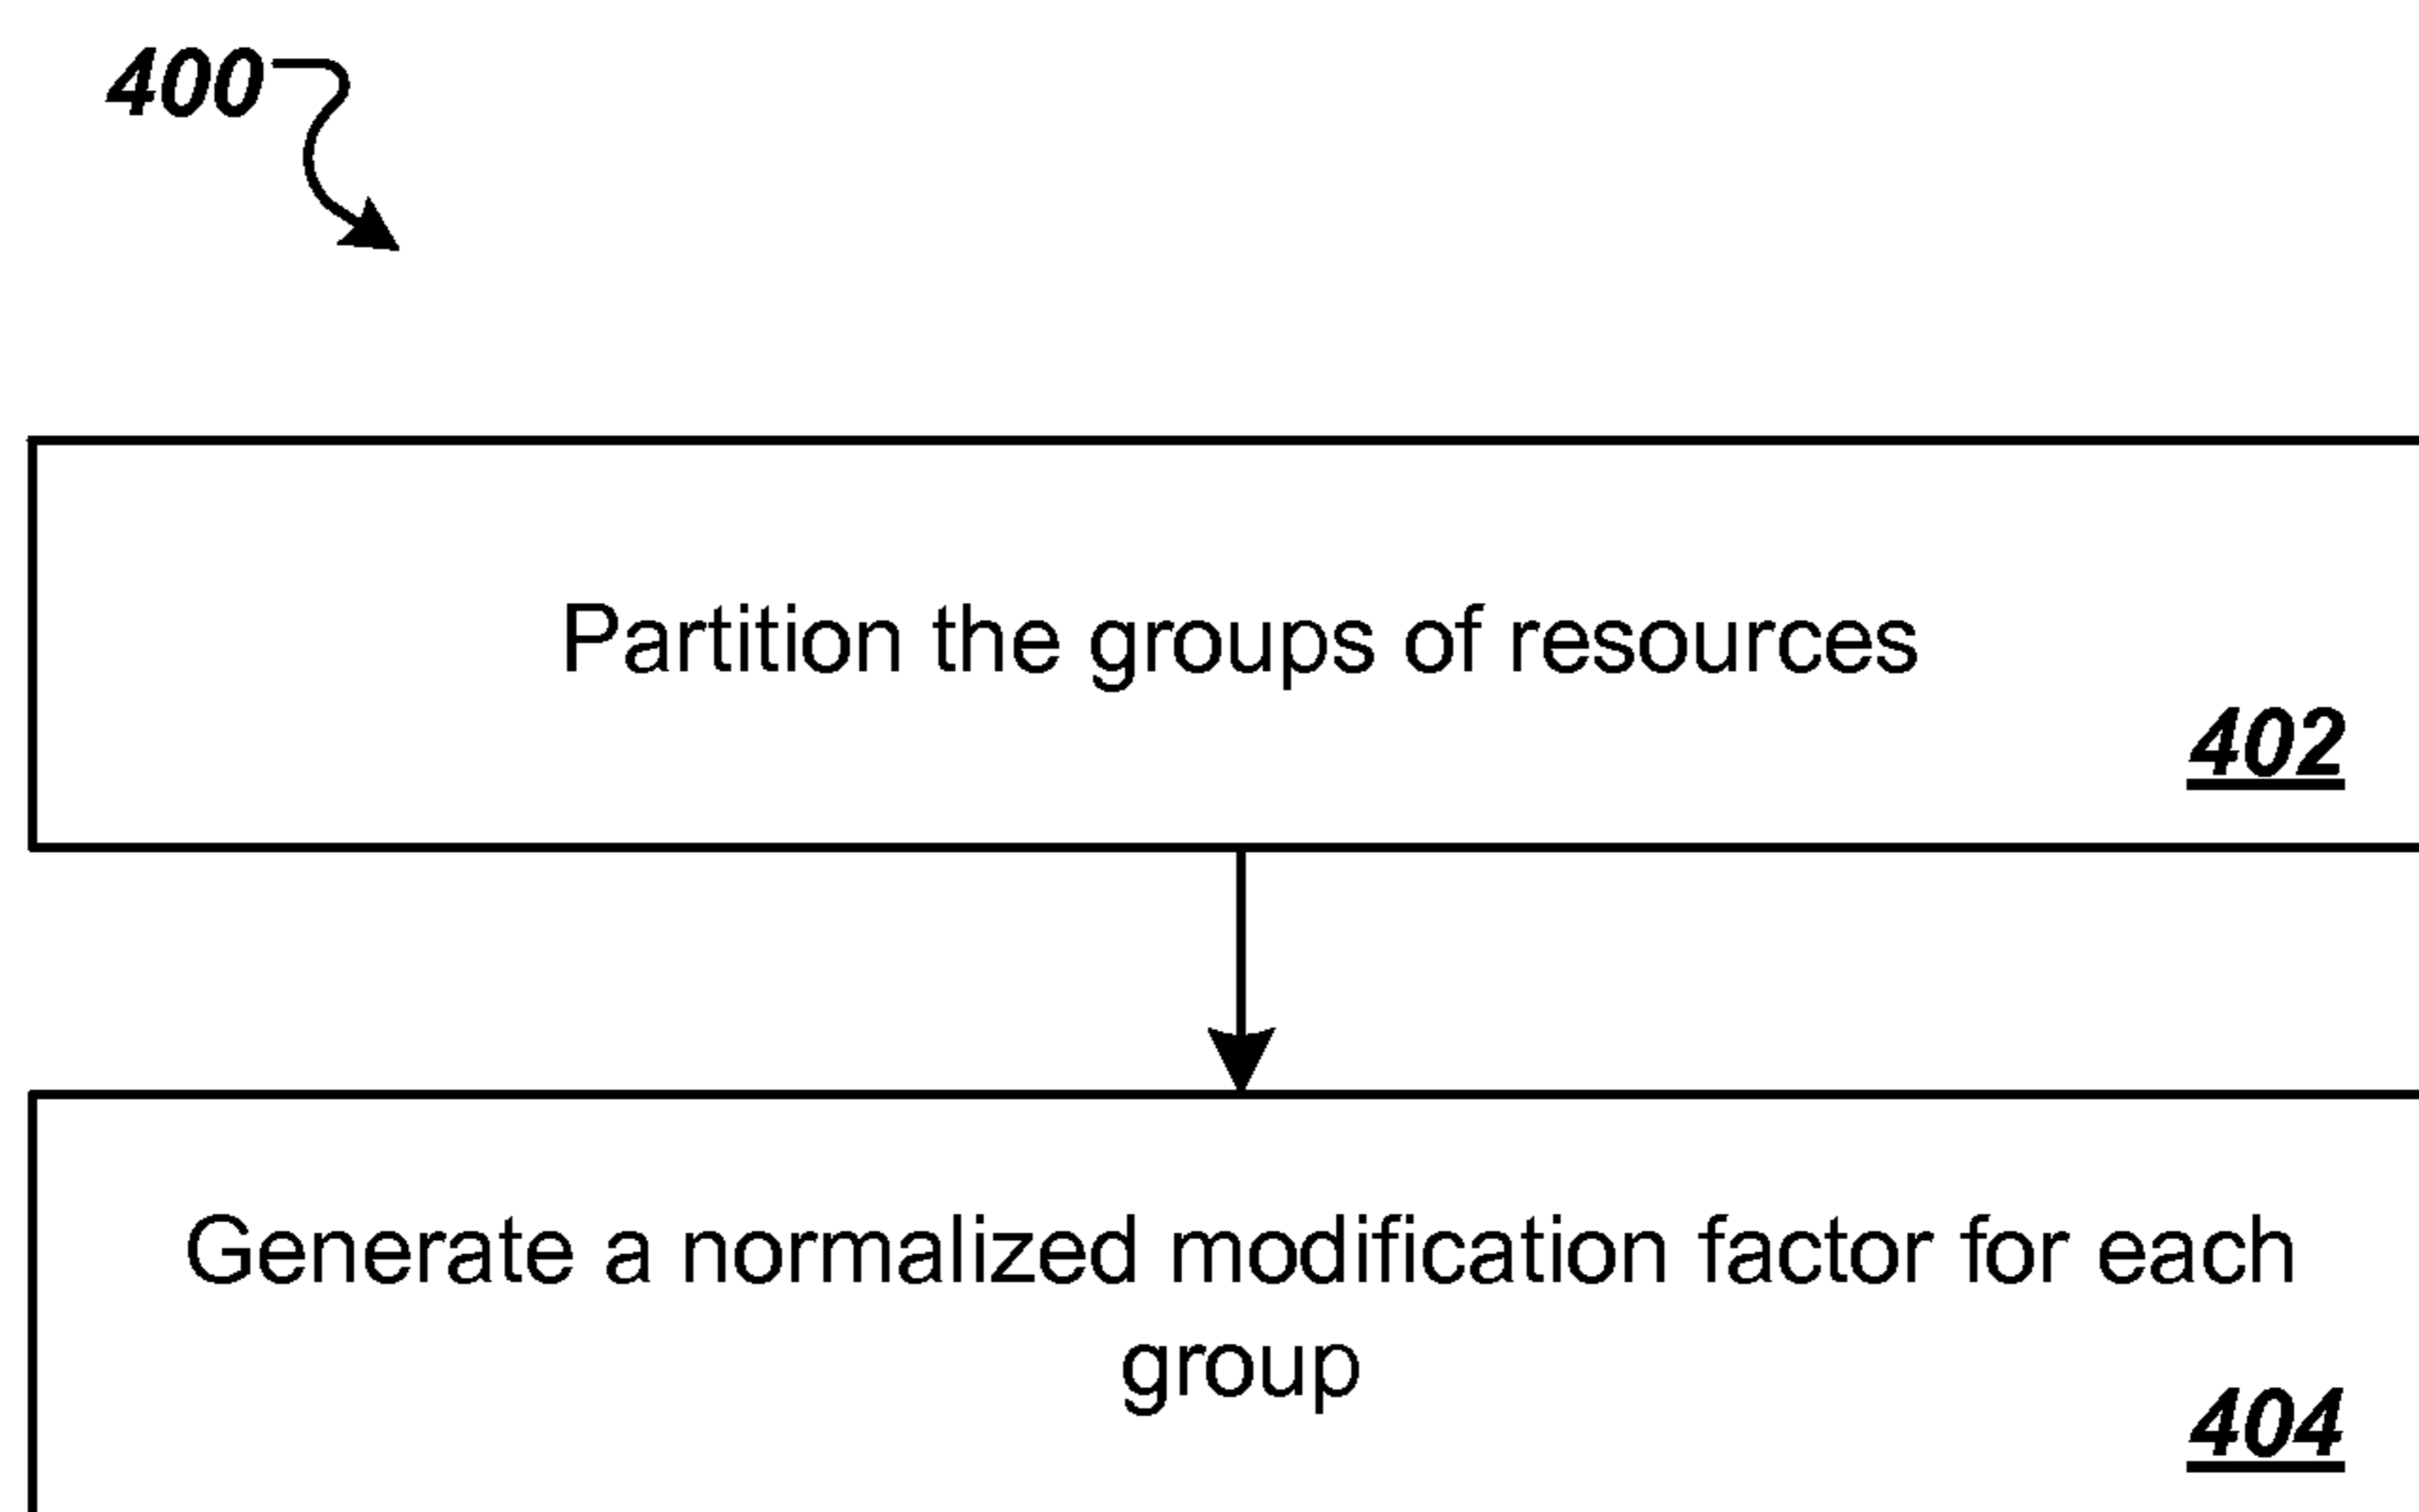 400
Partition the groups of resources
402
Generate a normalized modification factor for each
group
404